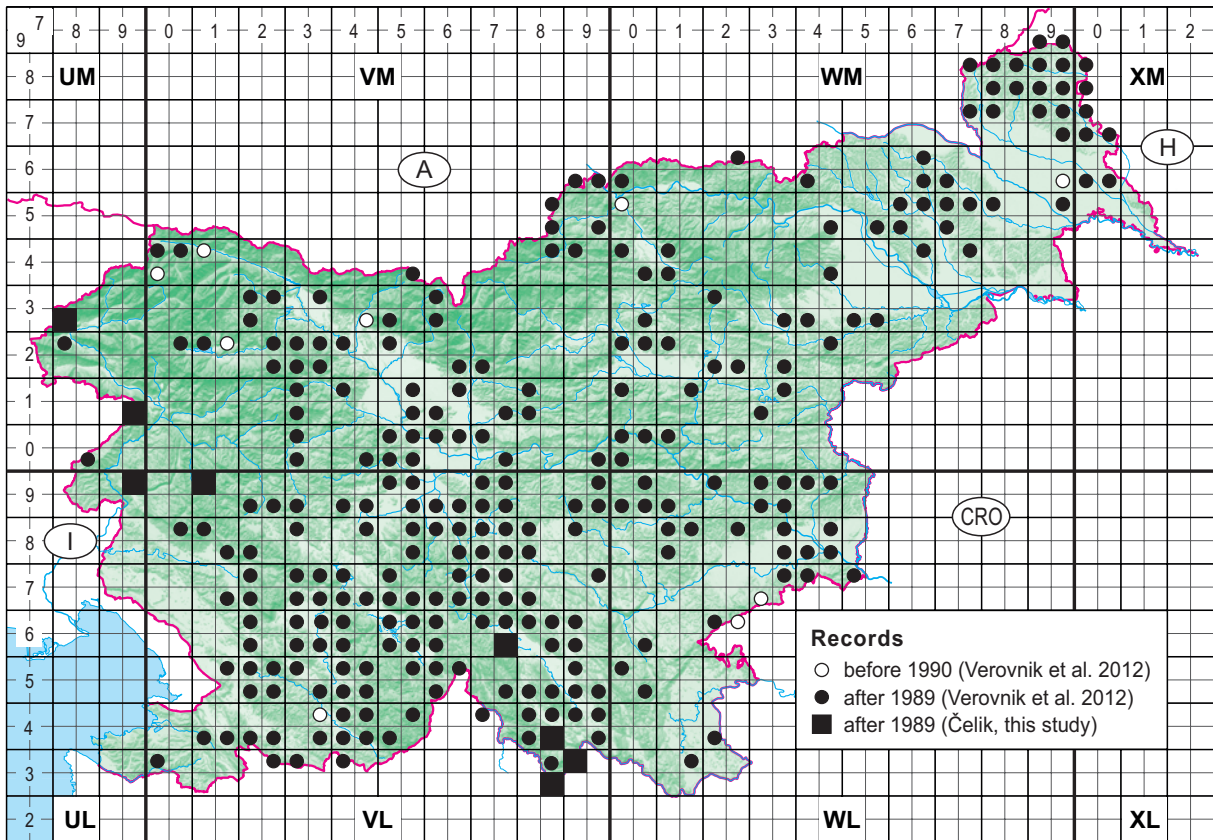 7
9 8 9 0 1 2 3 4 5 6 7 8 9 0 1 2 3 4 5 6 7 8 9 0 1 2
8 UM VM WM XM
7
H
6 A
5
4
3
2
1
0
9
CRO
8 I
7
6
Records
before 1990 (Verovnik et al. 2012)
5
after 1989 (Verovnik et al. 2012)
after 1989 (Čelik, this study)
4
3
2 UL VL WL XL